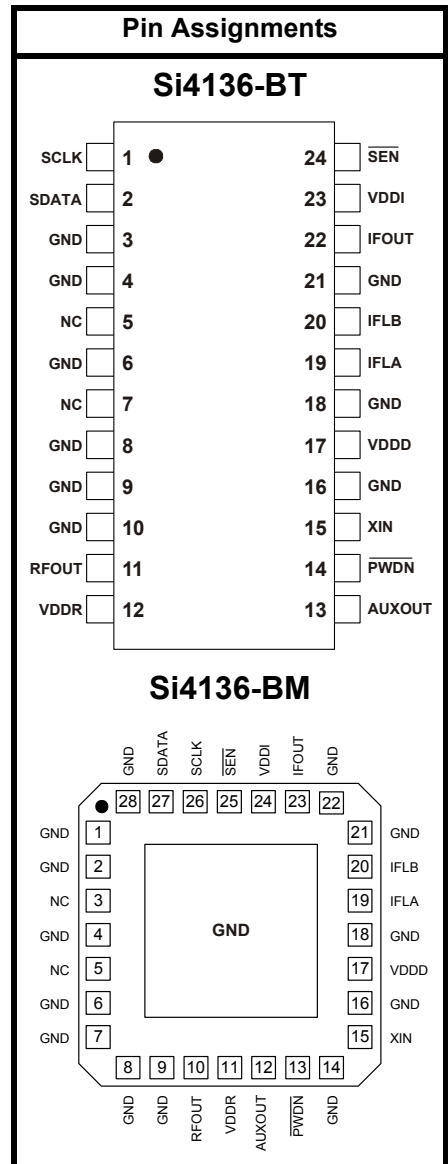 Pin Assignments
Si4136-BT
SCLK 1 24 SEN
SDATA 2 23 VDDI
GND 3 22 IFOUT
GND 4 21 GND
NC 5 20 IFLB
GND 6 19 IFLA
NC 7 18 GND
GND 8 17 VDDD
GND 9 16 GND
GND 10 15 XIN
RFOUT 11 14 PWDN
VDDR 12 13 AUXOUT
Si4136-BM
GND SDATA SCLK SEN VDDI IFOUT GND
28 27 26 25 24 23 22
GND 1 21 GND
GND 2 20 IFLB
NC 3 19 IFLA
GND 4 GND 18 GND
NC 5 17 VDDD
GND 6 16 GND
GND 7 15 XIN
8 9 10 11 12 13 14
GND GND RFOUT VDDR AUXOUT PWDN GND